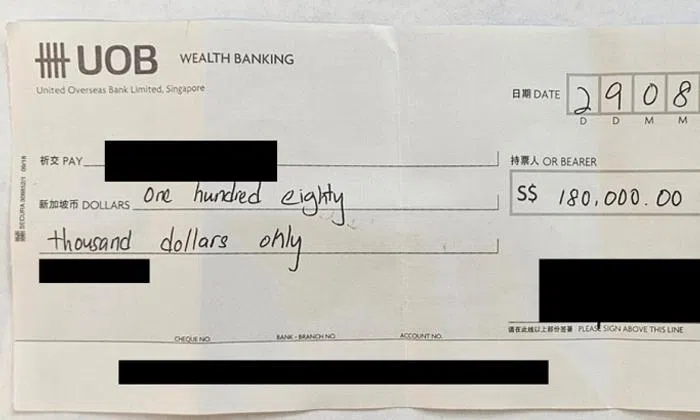 UOB WEALTH BANKING
United Overseas Bank Limited, Singapore
日期 DATE 2 9 0 8
D D M M
祈交 PAY
持票人 OR BEARER
新加坡币 DOLLARS one hundred eighty
S$ 180,000.00
thousand dollars only
请在此线以上部份签署 PLEASE SIGN ABOVE THIS LINE
CHEQUE NO. BANK - BRANCH NO. ACCOUNT NO.